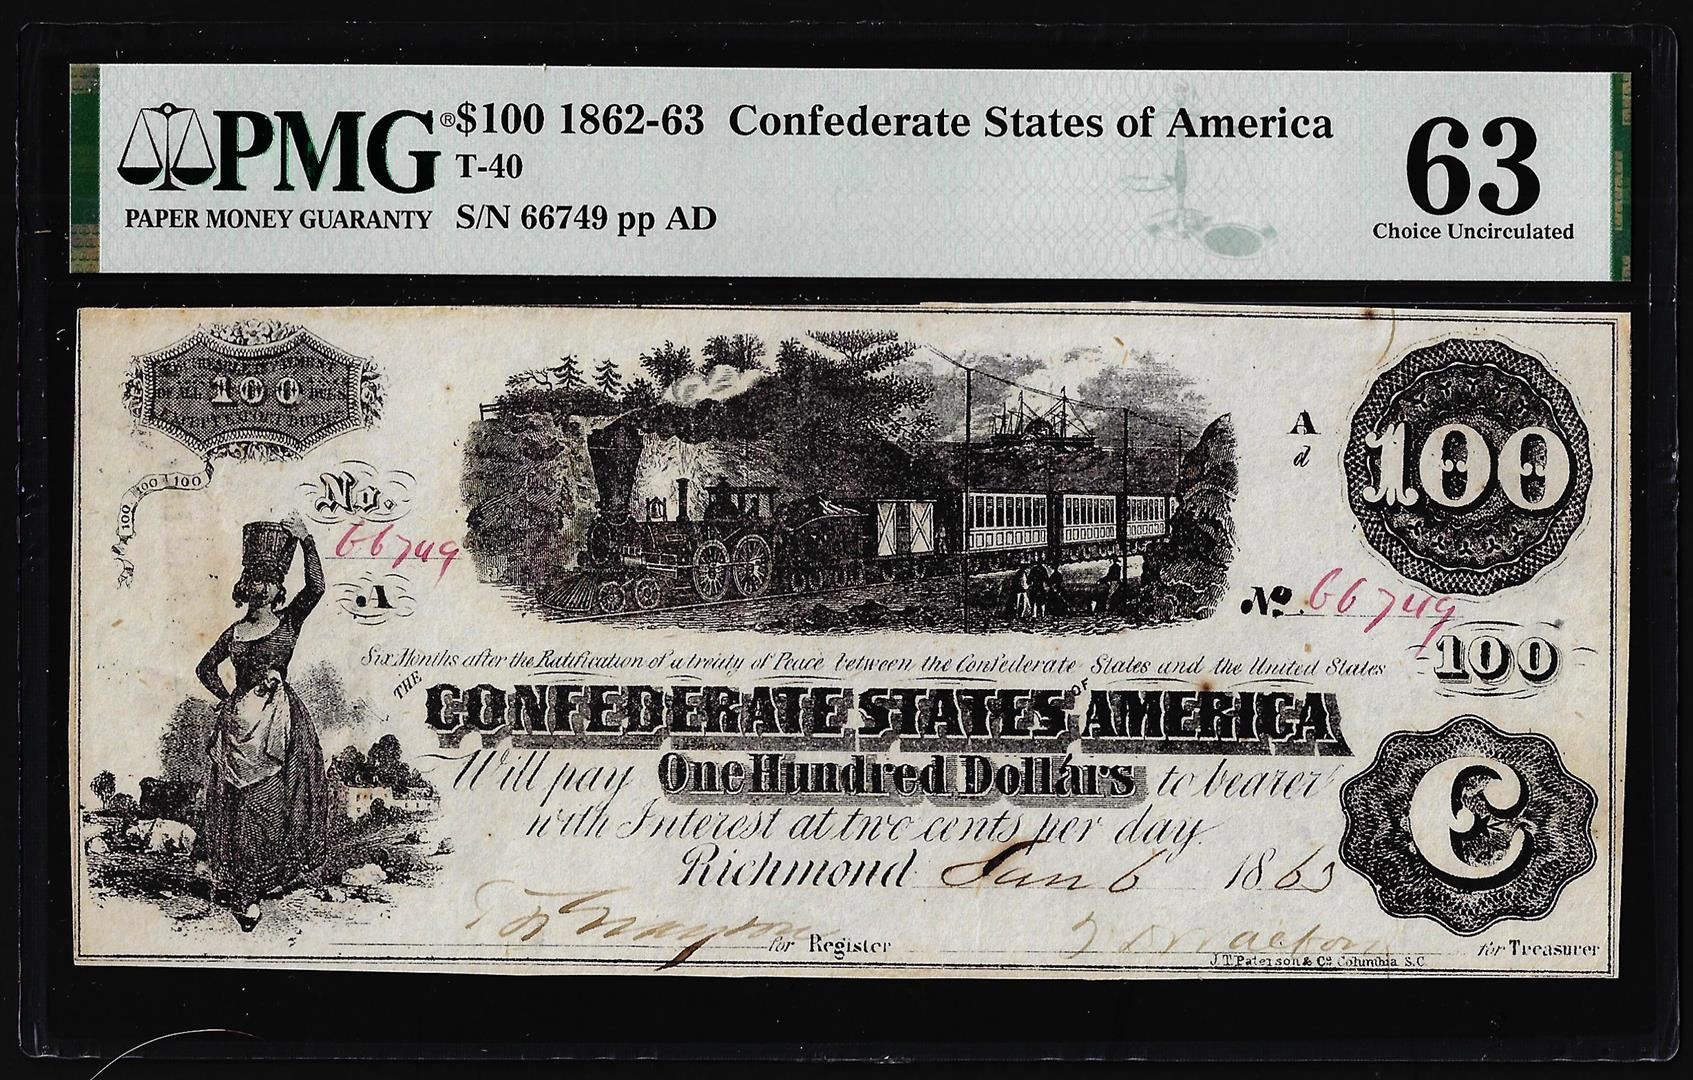 PMG® $100 1862-63 Confederate States of America
T-40
PAPER MONEY GUARANTY S/N 66749 pp AD
63
Choice Uncirculated
100
100 100 100
No. 66749
A
A
d
100
No. 66749
100
Six Months after the Ratification of a treaty of Peace between the Confederate States and the United States
THE CONFEDERATE STATES OF AMERICA
Will pay One Hundred Dollars to bearer
with Interest at two cents per day.
Richmond Jan 6 1863
C
for Register
for Treasurer
J.T. Paterson & Co. Columbia S.C